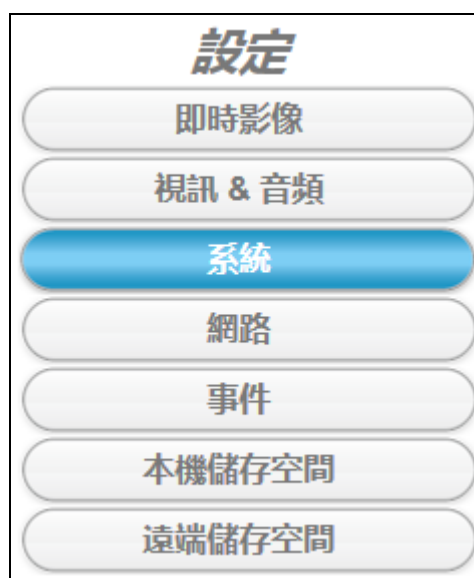 設定
即時影像
視訊 & 音頻
系統
網路
事件
本機儲存空間
遠端儲存空間